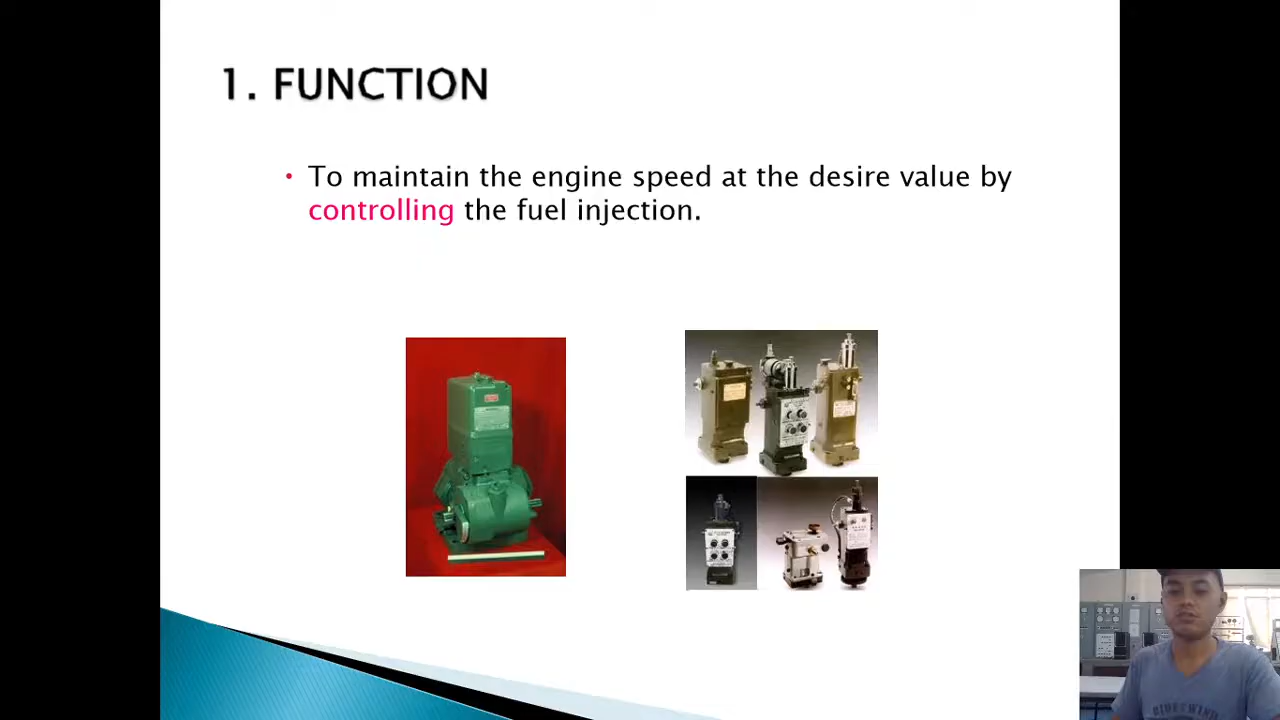 1. FUNCTION
• To maintain the engine speed at the desire value by
controlling the fuel injection.